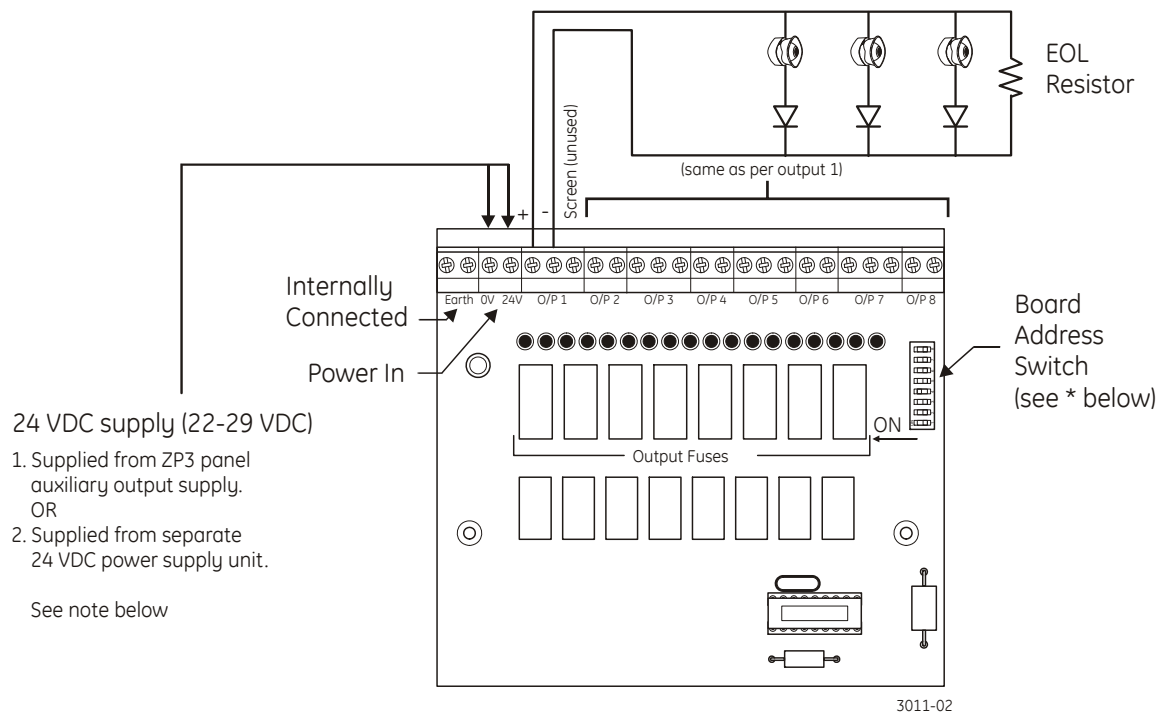 EOL
Resistor
Screen (unused)
(same as per output 1)
+ -
Internally
Connected
Earth 0V 24V O/P 1 O/P 2 O/P 3 O/P 4 O/P 5 O/P 6 O/P 7 O/P 8
Power In
Board
Address
Switch
(see * below)
ON
Output Fuses
24 VDC supply (22-29 VDC)
1. Supplied from ZP3 panel
auxiliary output supply.
OR
2. Supplied from separate
24 VDC power supply unit.
See note below
3011-02